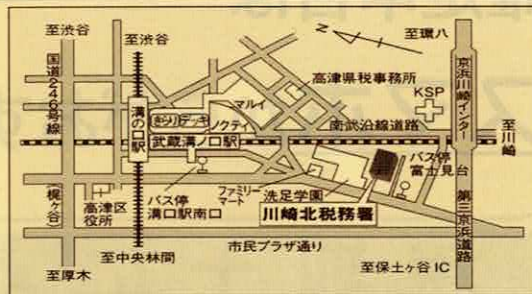 至渋谷
至渋谷
国道246号線
(梶ヶ谷)
至厚木
溝の口駅
きらりデッキ
武蔵溝ノ口駅
マルイ
ノクティ
高津県税事務所
至環八
KSP
京浜川崎インター
南武沿線道路
至川崎
バス停
富士見台
第三京浜道路
高津区
役所
バス停
溝口駅南口
ファミリー
マート
洗足学園
川崎北税務署
市民プラザ通り
至中央林間
至保土ヶ谷IC